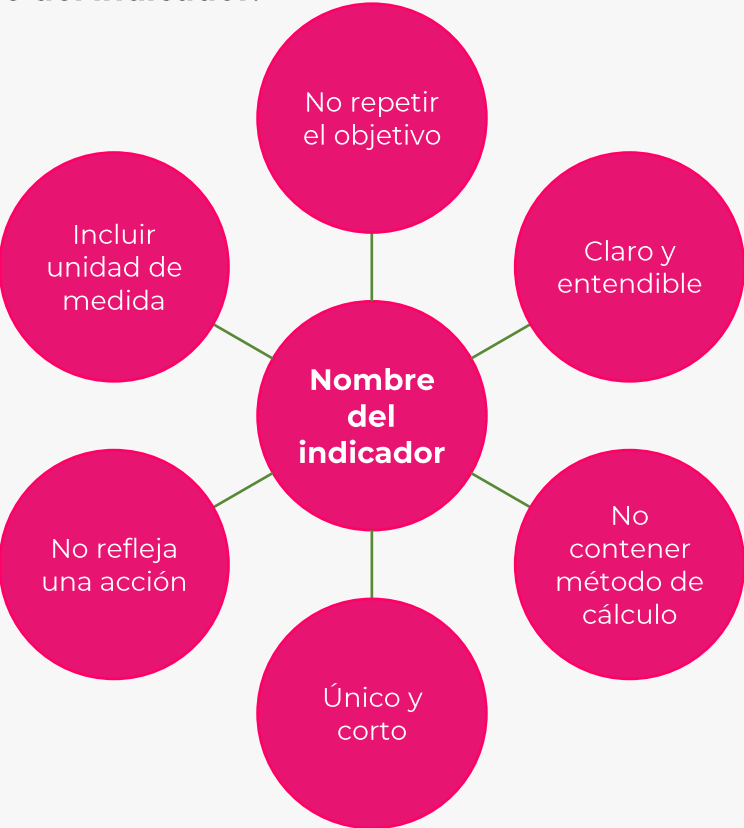 No repetir
el objetivo
Claro y
entendible
No
contener
método de
cálculo
Único y
corto
No refleja
una acción
Incluir
unidad de
medida
Nombre
del
indicador